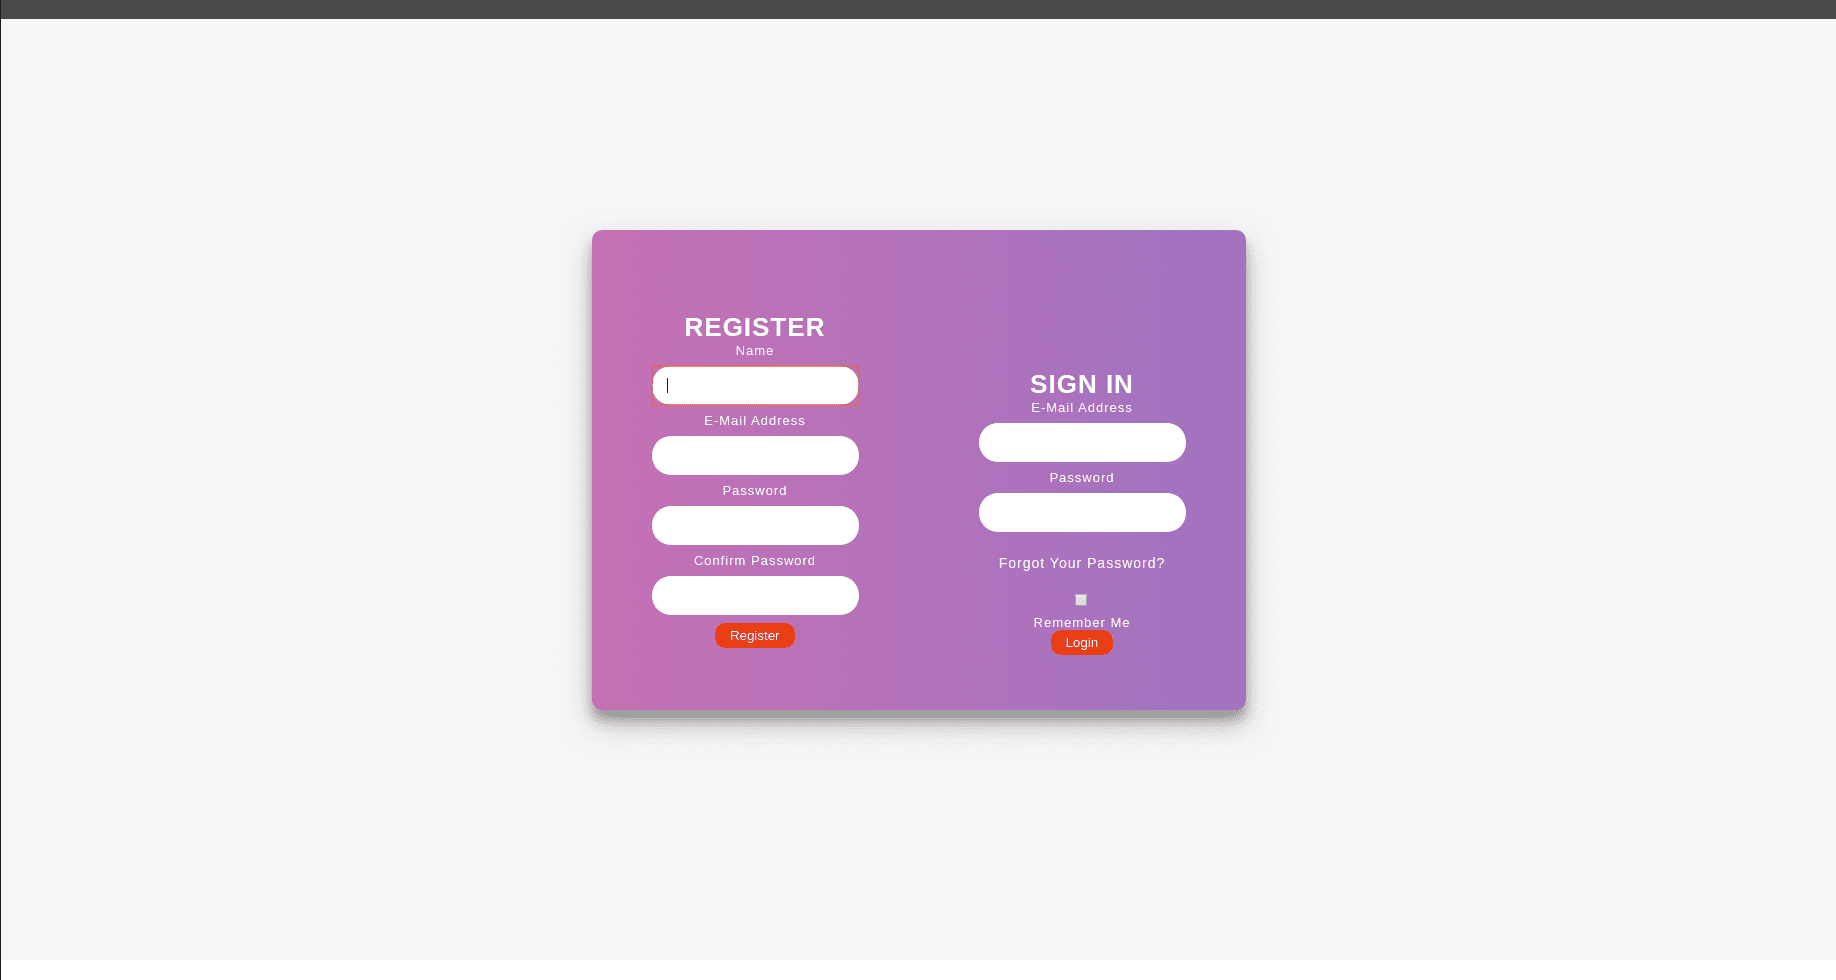 REGISTER
Name
E-Mail Address
Password
Confirm Password
Register
SIGN IN
E-Mail Address
Password
Forgot Your Password?
Remember Me
Login